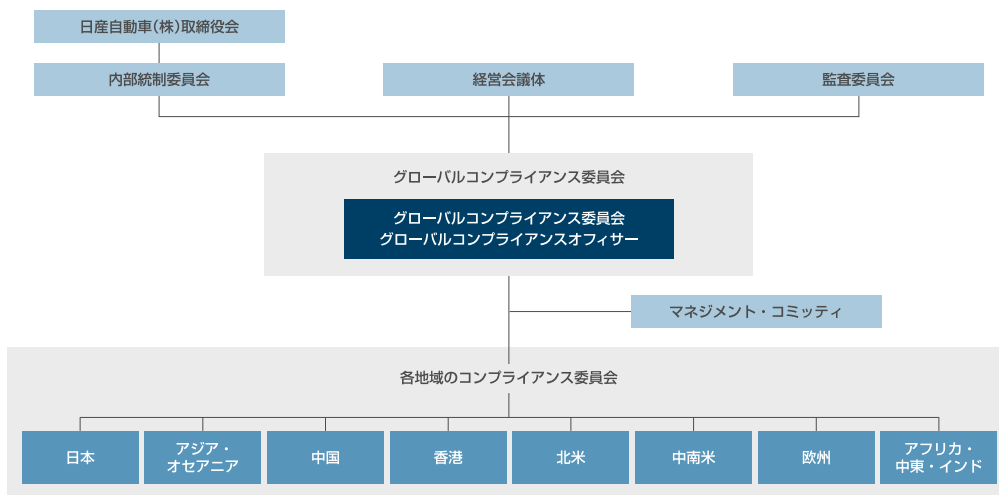 日産自動車(株)取締役会
内部統制委員会
経営会議体
監査委員会
グローバルコンプライアンス委員会
グローバルコンプライアンス委員会
グローバルコンプライアンスオフィサー
マネジメント・コミッティ
各地域のコンプライアンス委員会
日本
アジア・
オセアニア
中国
香港
北米
中南米
欧州
アフリカ・
中東・インド